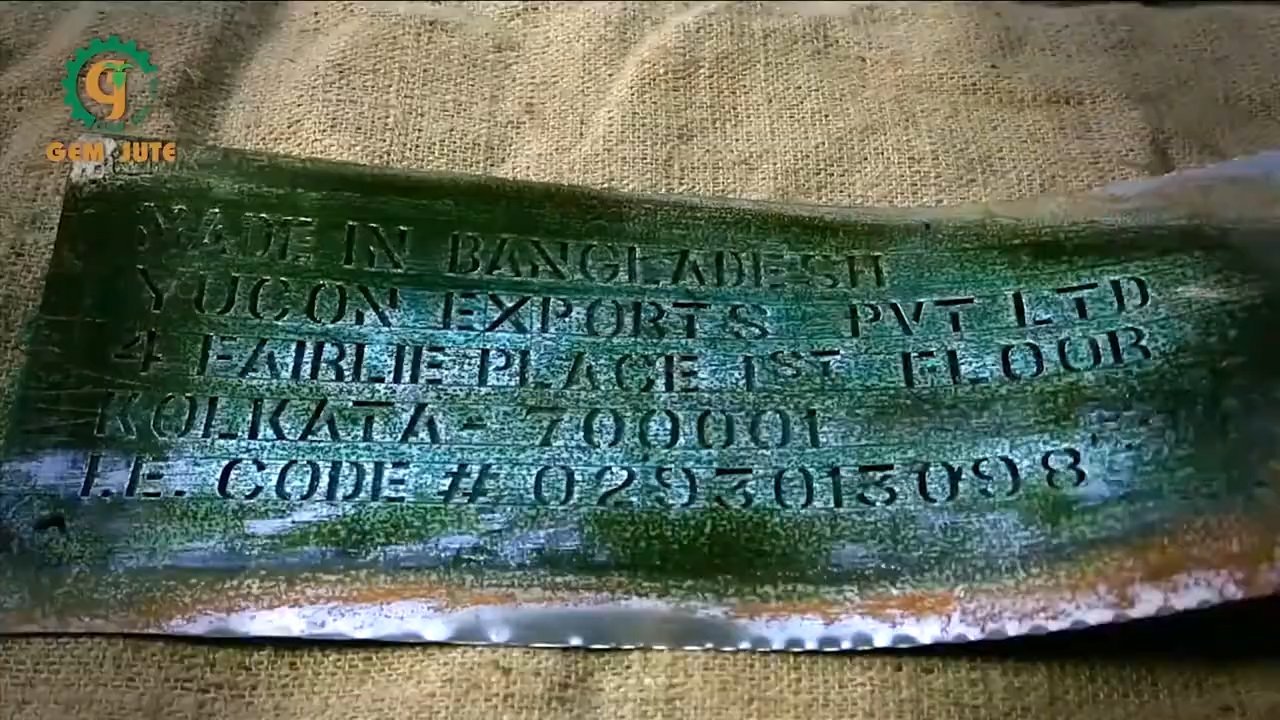 GEM JUTE
MADE IN BANGLADESH
YUCON EXPORTS PVT LTD
4 FAIRLIE PLACE 1ST FLOOR
KOLKATA- 700001
I.E. CODE # 0293013098